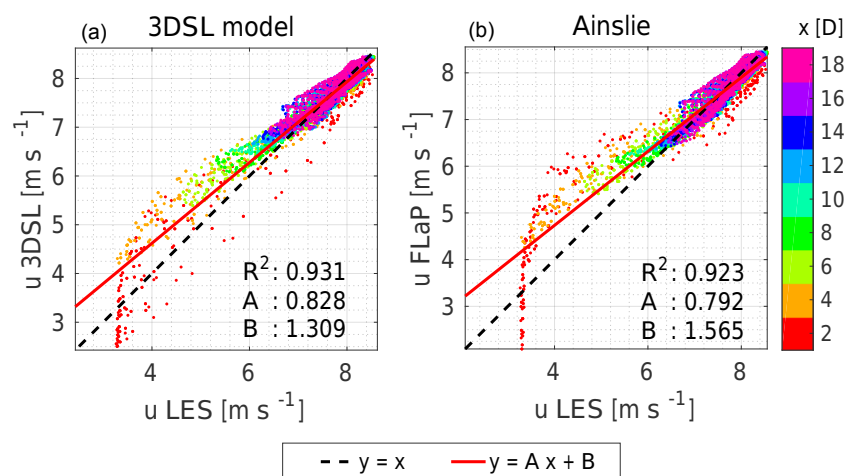 (a) 3DSL model
(b) Ainslie
x [D]
u 3DSL [m s ⁻¹]
8
7
6
5
4
3
R²: 0.931
A : 0.828
B : 1.309
4 6 8
u LES [m s ⁻¹]
u FLaP [m s ⁻¹]
8
7
6
5
4
3
R²: 0.923
A : 0.792
B : 1.565
4 6 8
u LES [m s ⁻¹]
18
16
14
12
10
8
6
4
2
y = x y = A x + B